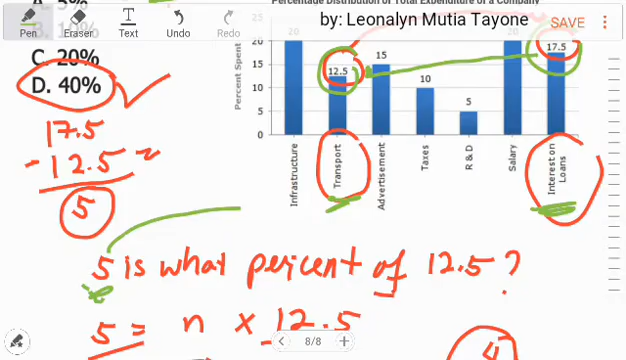 Percentage Distribution of Total Expenditure of a Company
by: Leonalyn Mutia Tayone
Pen
Eraser
Text
Undo
Redo
SAVE
C. 20%
D. 40%
17.5
- 12.5
5
Percent Spent
25
20
15
10
5
0
20
12.5
15
10
5
20
17.5
Infrastructure
Transport
Advertisement
Taxes
R & D
Salary
Interest on
Loans
5 is what percent of 12.5?
5 = n x 12.5
8/8
4